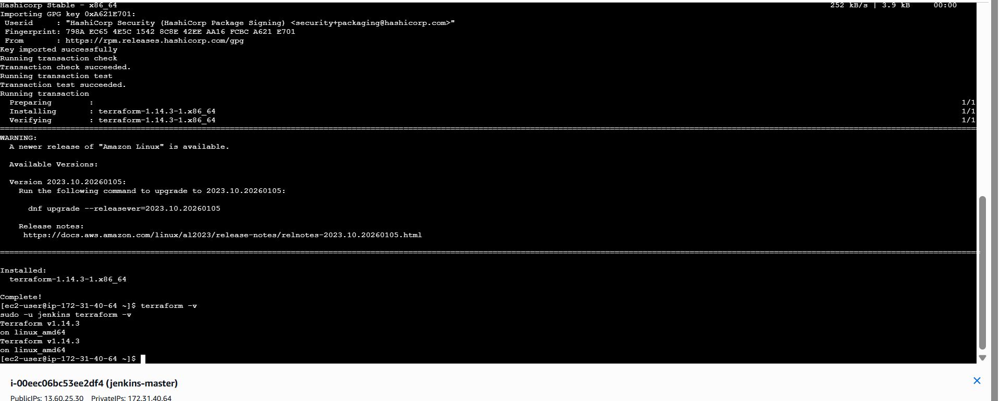 Hashicorp Stable - x86_64 252 kB/s | 3.9 kB 00:00
Importing GPG key 0xA621E701:
Userid : "HashiCorp Security (HashiCorp Package Signing) <security+packaging@hashicorp.com>"
Fingerprint: 798A EC65 4E5C 1542 8C8E 42EE AA16 FCBC A621 E701
From : https://rpm.releases.hashicorp.com/gpg
Key imported successfully
Running transaction check
Transaction check succeeded.
Running transaction test
Transaction test succeeded.
Running transaction
Preparing : 1/1
Installing : terraform-1.14.3-1.x86_64 1/1
Verifying : terraform-1.14.3-1.x86_64 1/1
WARNING:
A newer release of "Amazon Linux" is available.
Available Versions:
Version 2023.10.20260105:
Run the following command to upgrade to 2023.10.20260105:
dnf upgrade --releasever=2023.10.20260105
Release notes:
https://docs.aws.amazon.com/linux/al2023/release-notes/relnotes-2023.10.20260105.html
Installed:
terraform-1.14.3-1.x86_64
Complete!
[ec2-user@ip-172-31-40-64 ~]$ terraform -v
sudo -u jenkins terraform -v
Terraform v1.14.3
on linux_amd64
Terraform v1.14.3
on linux_amd64
[ec2-user@ip-172-31-40-64 ~]$
i-00eec06bc53ee2df4 (jenkins-master)
PublicIPs: 13.60.25.30 PrivateIPs: 172.31.40.64